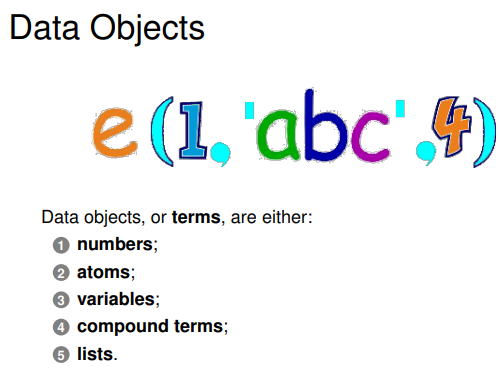 Data Objects
e(1,'abc',4)
Data objects, or terms, are either:
1 numbers;
2 atoms;
3 variables;
4 compound terms;
5 lists.